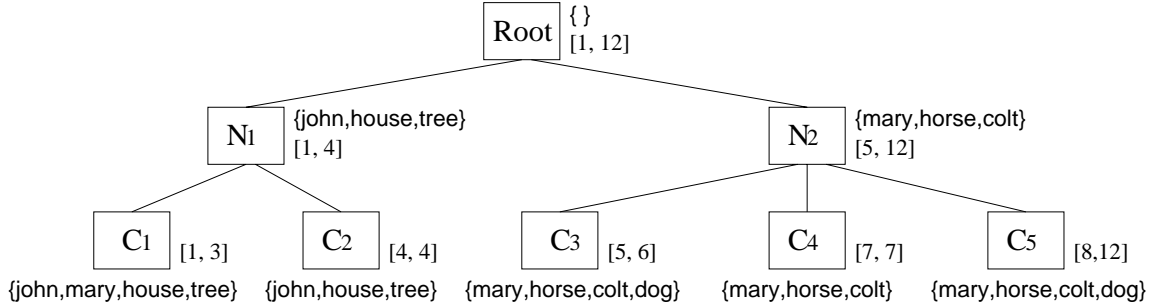 Root
{ }
[1, 12]
N1
{john,house,tree}
[1, 4]
N2
{mary,horse,colt}
[5, 12]
C1
[1, 3]
C2
[4, 4]
C3
[5, 6]
C4
[7, 7]
C5
[8,12]
{john,mary,house,tree}
{john,house,tree}
{mary,horse,colt,dog}
{mary,horse,colt}
{mary,horse,colt,dog}